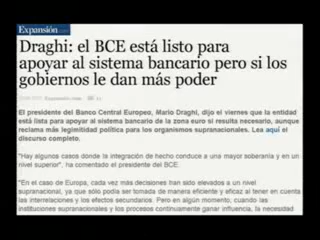 Expansión.com
Draghi: el BCE está listo para
apoyar al sistema bancario pero si los
gobiernos le dan más poder
Expansión.com
El presidente del Banco Central Europeo, Mario Draghi, dijo el viernes que la entidad
está lista para apoyar al sistema bancario de la zona euro si resulta necesario, aunque
reclama más legitimidad política para los organismos supranacionales. Lea aquí el
discurso completo.
"Hay algunos casos donde la integración de hecho conduce a una mayor soberanía y en un
nivel superior", ha comentado el presidente del BCE.
"En el caso de Europa, cada vez más decisiones han sido elevados a un nivel
supranacional, ya que sólo podía de manera oportuna y eficaz al tener en cuenta
las interrelaciones y los efectos secundarios. Pero en algún momento, cuando las
instituciones supranacionales y los procesos continuamente ganan influencia, la necesidad